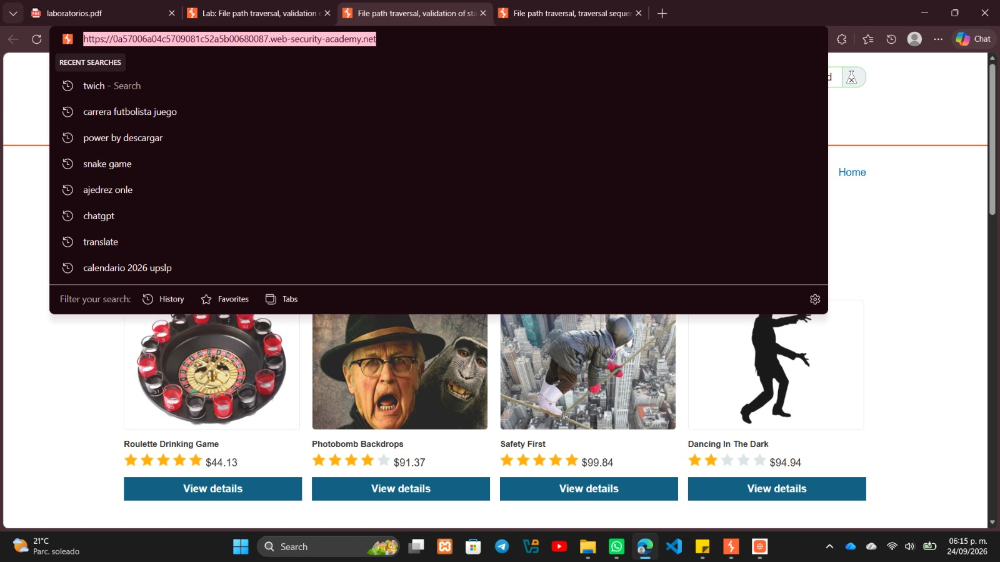 laboratorios.pdf
Lab: File path traversal, validation
File path traversal, validation of sta
File path traversal, traversal sequer
https://0a57006a04c5709081c52a5b00680087.web-security-academy.net
Chat
RECENT SEARCHES
twich - Search
carrera futbolista juego
power by descargar
snake game
ajedrez onle
chatgpt
translate
calendario 2026 upslp
Filter your search:
History
Favorites
Tabs
d
Home
Roulette Drinking Game
$44.13
View details
Photobomb Backdrops
$91.37
View details
Safety First
$99.84
View details
Dancing In The Dark
$94.94
View details
21°C
Parc. soleado
Search
06:15 p. m.
24/09/2026